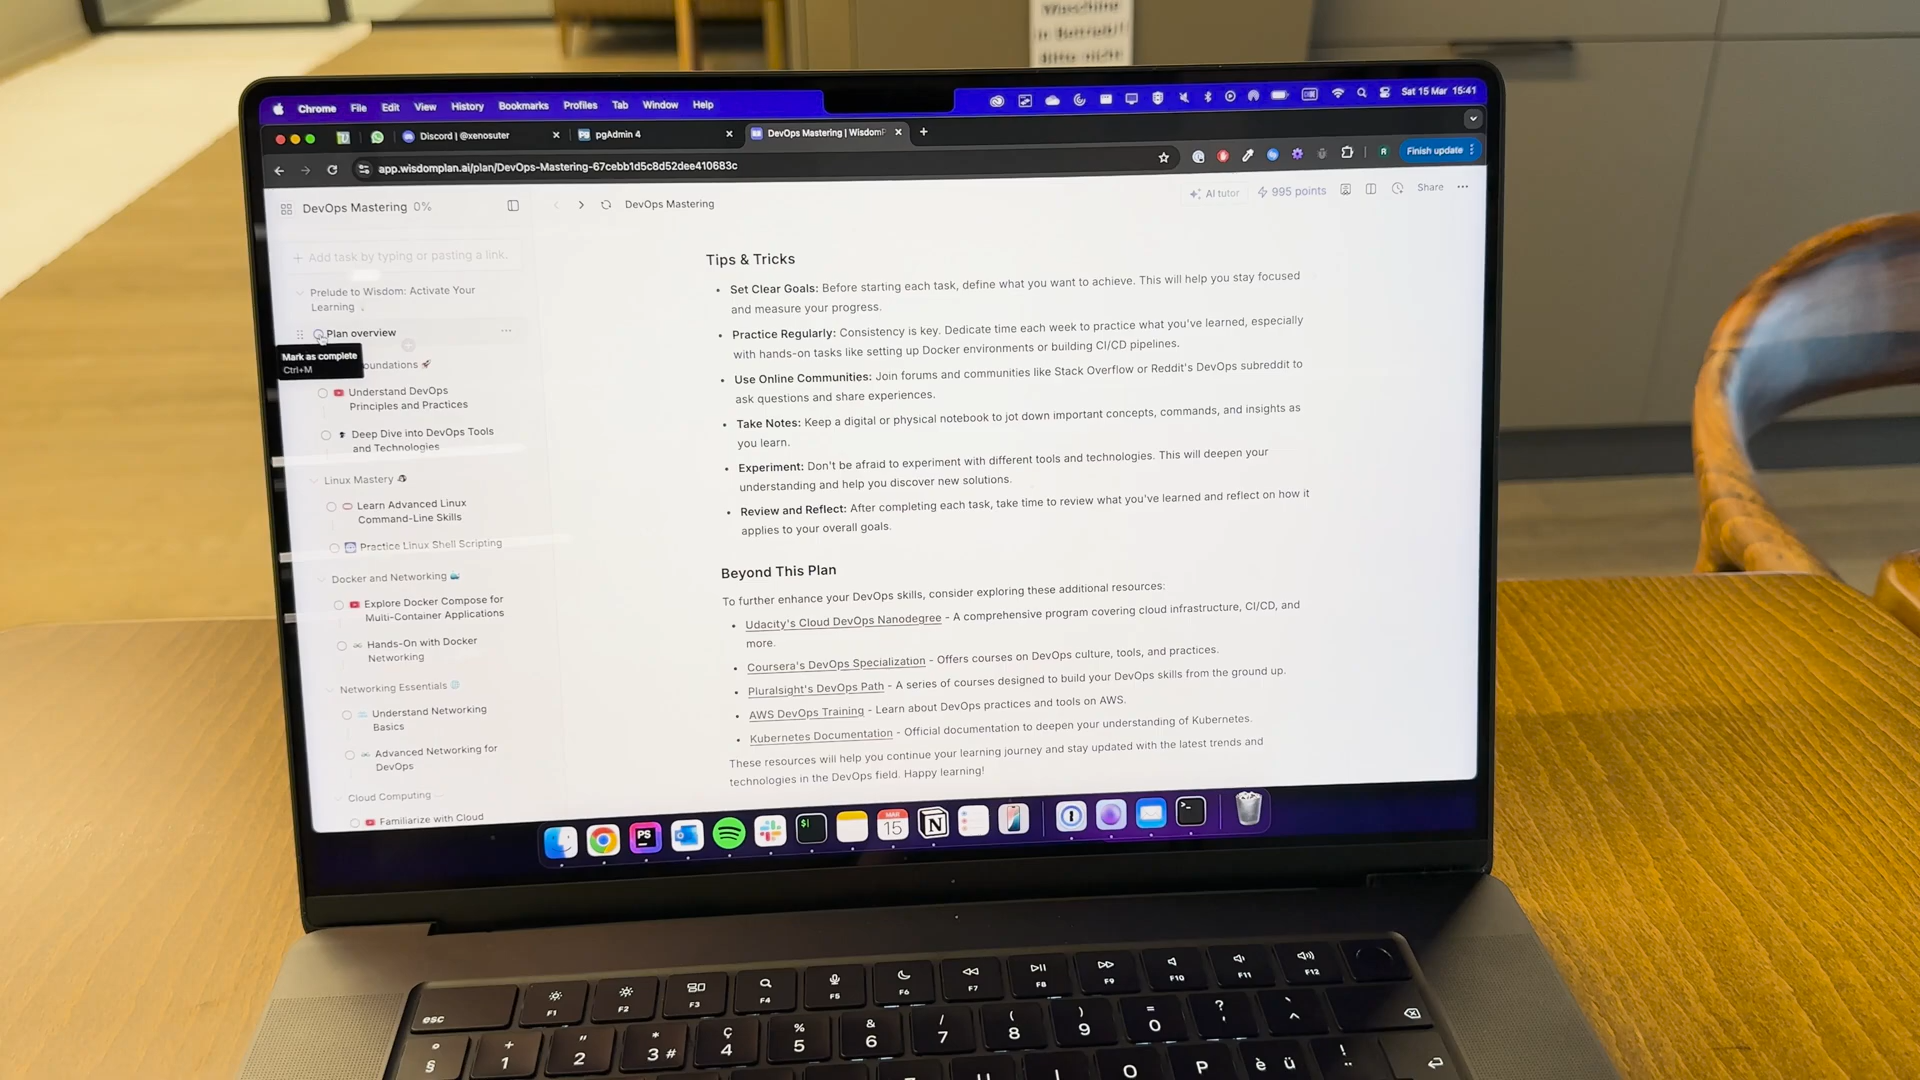 Maschine
in Betrieb!
Bitte nicht
Chrome File Edit View History Bookmarks Profiles Tab Window Help
Sat 15 Mar 15:41
Discord | @xenosuter
pgAdmin 4
DevOps Mastering | WisdomP
app.wisdomplan.ai/plan/DevOps-Mastering-67cebb1d5c8d52dee410683c
Finish update
DevOps Mastering 0%
DevOps Mastering
AI tutor
995 points
Share
+ Add task by typing or pasting a link.
Prelude to Wisdom: Activate Your
Learning
Plan overview
Mark as complete
Ctrl+M
oundations 🚀
Understand DevOps
Principles and Practices
Deep Dive into DevOps Tools
and Technologies
Linux Mastery
Learn Advanced Linux
Command-Line Skills
Practice Linux Shell Scripting
Docker and Networking
Explore Docker Compose for
Multi-Container Applications
Hands-On with Docker
Networking
Networking Essentials
Understand Networking
Basics
Advanced Networking for
DevOps
Cloud Computing
Familiarize with Cloud
Tips & Tricks
• Set Clear Goals: Before starting each task, define what you want to achieve. This will help you stay focused
and measure your progress.
• Practice Regularly: Consistency is key. Dedicate time each week to practice what you've learned, especially
with hands-on tasks like setting up Docker environments or building CI/CD pipelines.
• Use Online Communities: Join forums and communities like Stack Overflow or Reddit's DevOps subreddit to
ask questions and share experiences.
• Take Notes: Keep a digital or physical notebook to jot down important concepts, commands, and insights as
you learn.
• Experiment: Don't be afraid to experiment with different tools and technologies. This will deepen your
understanding and help you discover new solutions.
• Review and Reflect: After completing each task, take time to review what you've learned and reflect on how it
applies to your overall goals.
Beyond This Plan
To further enhance your DevOps skills, consider exploring these additional resources:
• Udacity's Cloud DevOps Nanodegree - A comprehensive program covering cloud infrastructure, CI/CD, and
more.
• Coursera's DevOps Specialization - Offers courses on DevOps culture, tools, and practices.
• Pluralsight's DevOps Path - A series of courses designed to build your DevOps skills from the ground up.
• AWS DevOps Training - Learn about DevOps practices and tools on AWS.
• Kubernetes Documentation - Official documentation to deepen your understanding of Kubernetes.
These resources will help you continue your learning journey and stay updated with the latest trends and
technologies in the DevOps field. Happy learning!
PS
$
MAR
15
N
>_
esc F1 F2 F3 F4 F5 F6 F7 F8 F9 F10 F11 F12
° § + 1 " 2 * 3 # ç 4 % 5 & 6 / 7 ( 8 ) 9 = 0 ? ' ` ^
O P è ü !